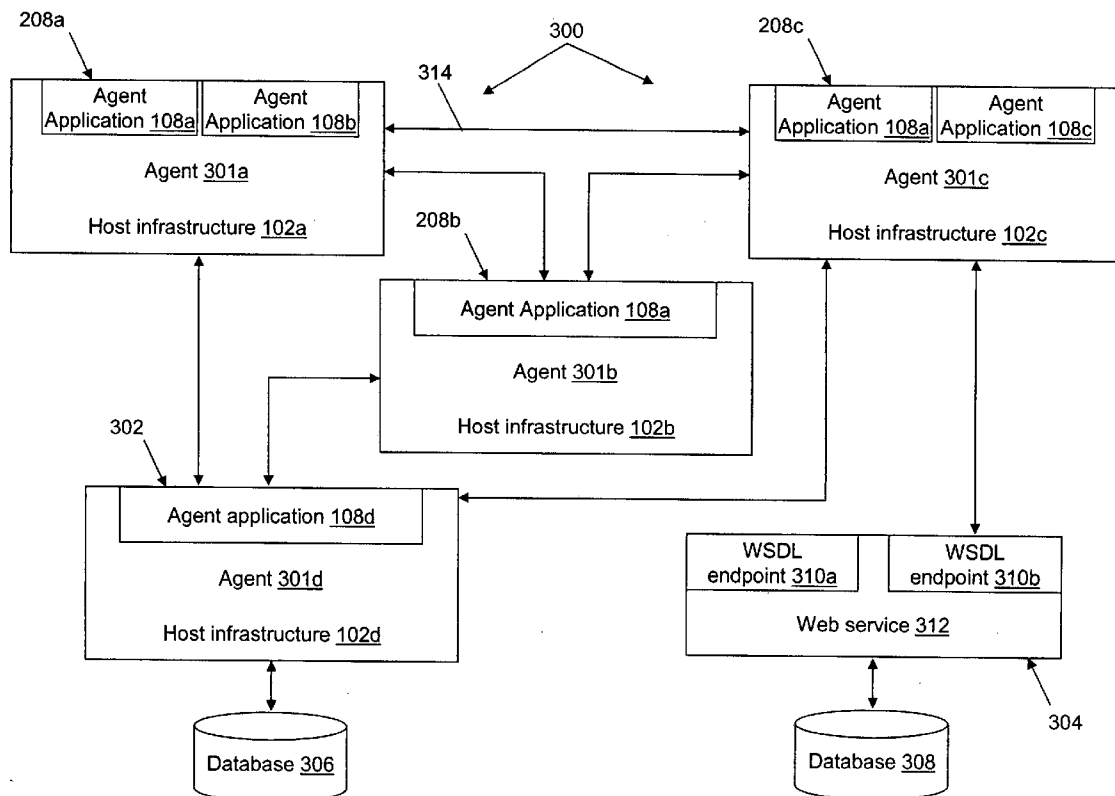 208a
300
208c
314
Agent
Application 108a
Agent
Application 108b
Agent
Application 108a
Agent
Application 108c
Agent 301a
Agent 301c
Host infrastructure 102a
208b
Host infrastructure 102c
Agent Application 108a
Agent 301b
Host infrastructure 102b
302
Agent application 108d
Agent 301d
Host infrastructure 102d
WSDL
endpoint 310a
WSDL
endpoint 310b
Web service 312
304
Database 306
Database 308